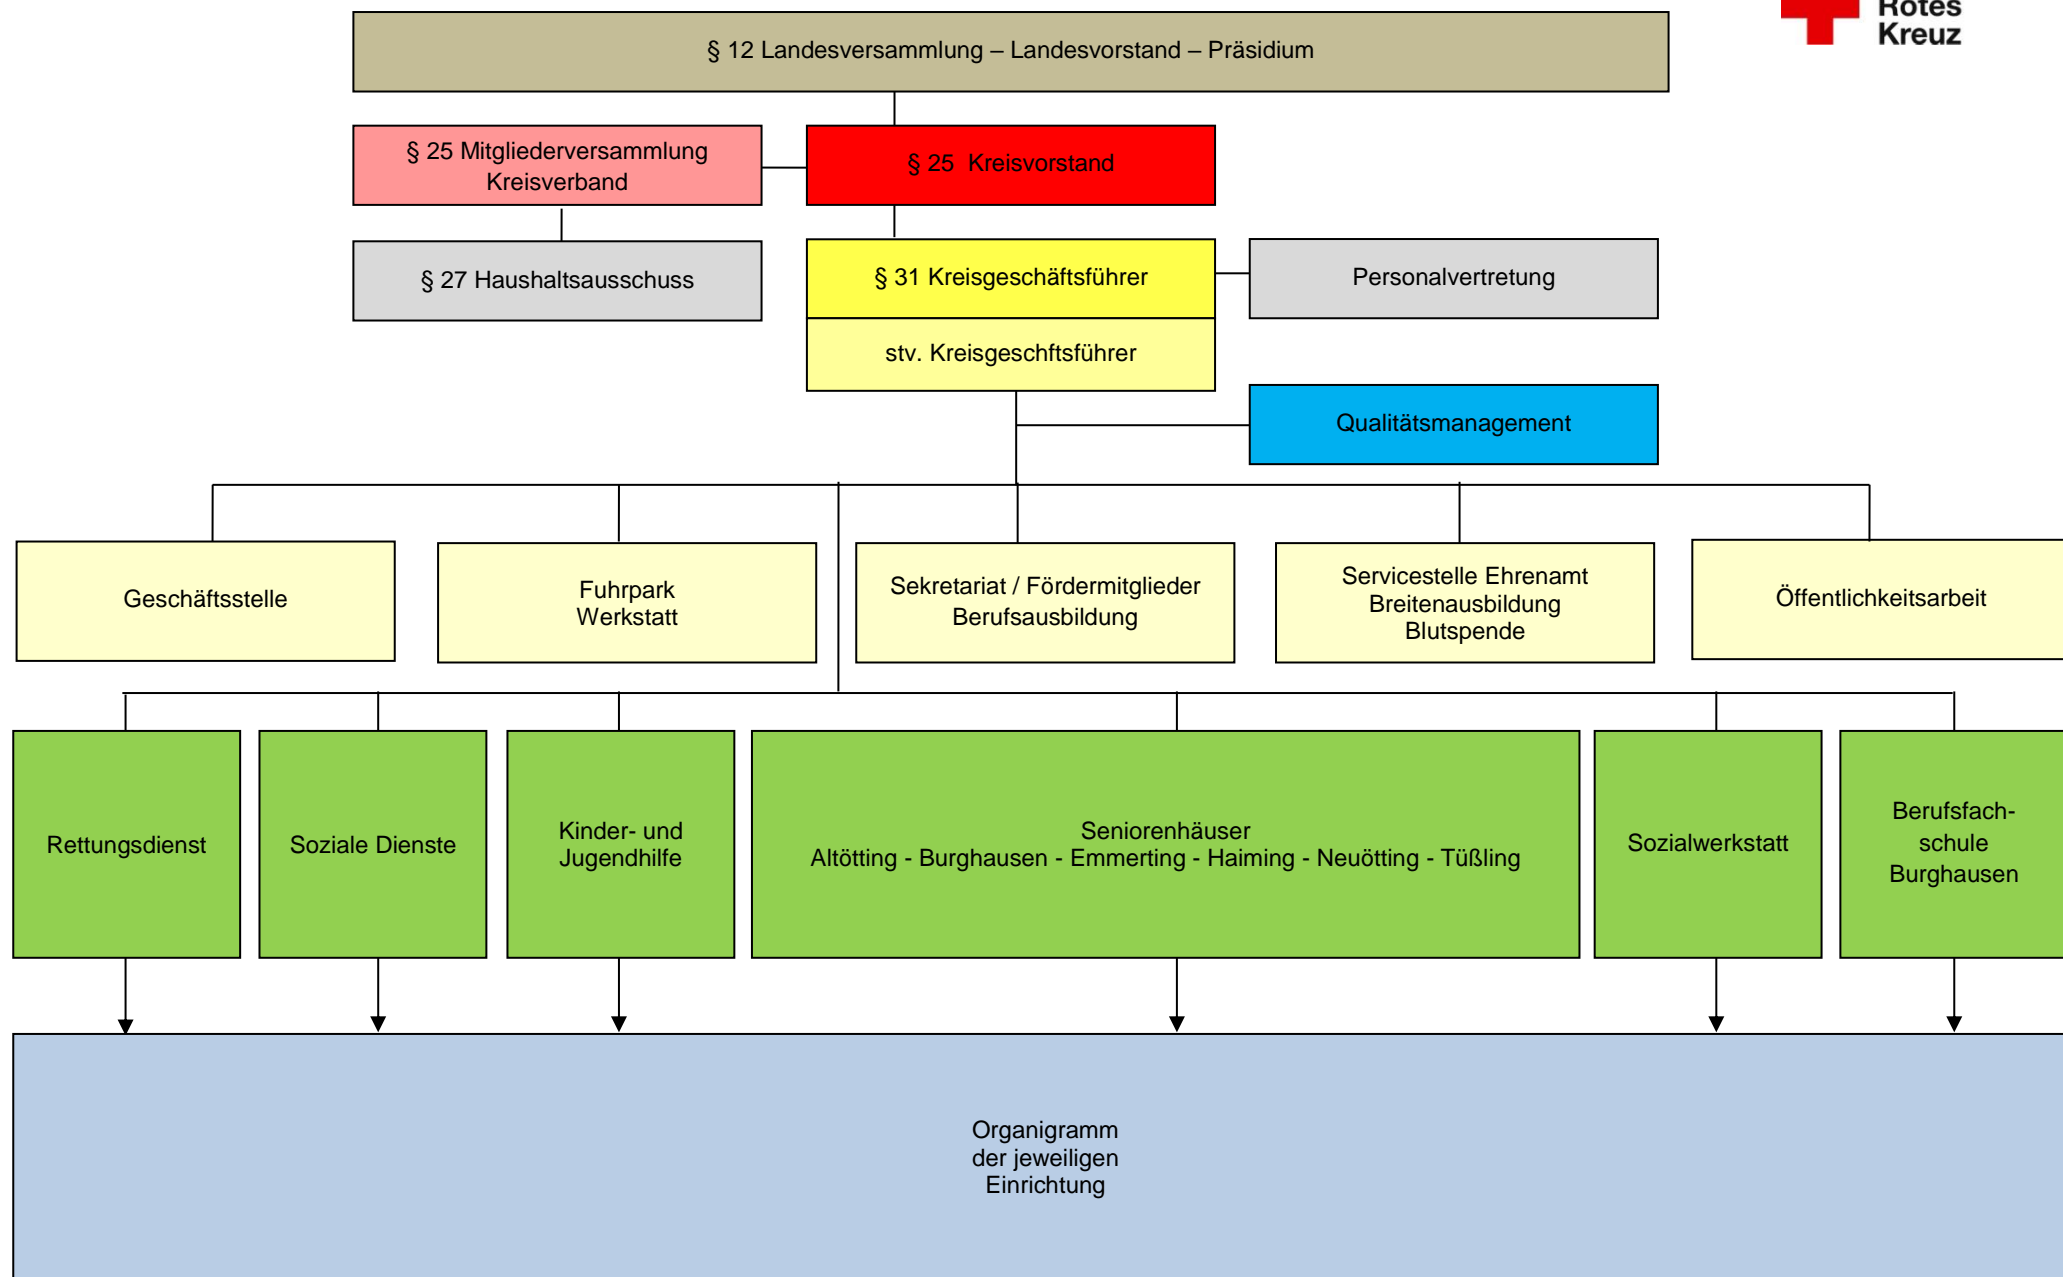 Rotes
Kreuz
§ 12 Landesversammlung – Landesvorstand – Präsidium
§ 25 Mitgliederversammlung
Kreisverband
§ 25 Kreisvorstand
§ 27 Haushaltsausschuss
§ 31 Kreisgeschäftsführer
Personalvertretung
stv. Kreisgeschftsführer
Qualitätsmanagement
Geschäftsstelle
Fuhrpark
Werkstatt
Sekretariat / Fördermitglieder
Berufsausbildung
Servicestelle Ehrenamt
Breitenausbildung
Blutspende
Öffentlichkeitsarbeit
Rettungsdienst
Soziale Dienste
Kinder- und
Jugendhilfe
Seniorenhäuser
Altötting - Burghausen - Emmerting - Haiming - Neuötting - Tüßling
Sozialwerkstatt
Berufsfach-
schule
Burghausen
Organigramm
der jeweiligen
Einrichtung